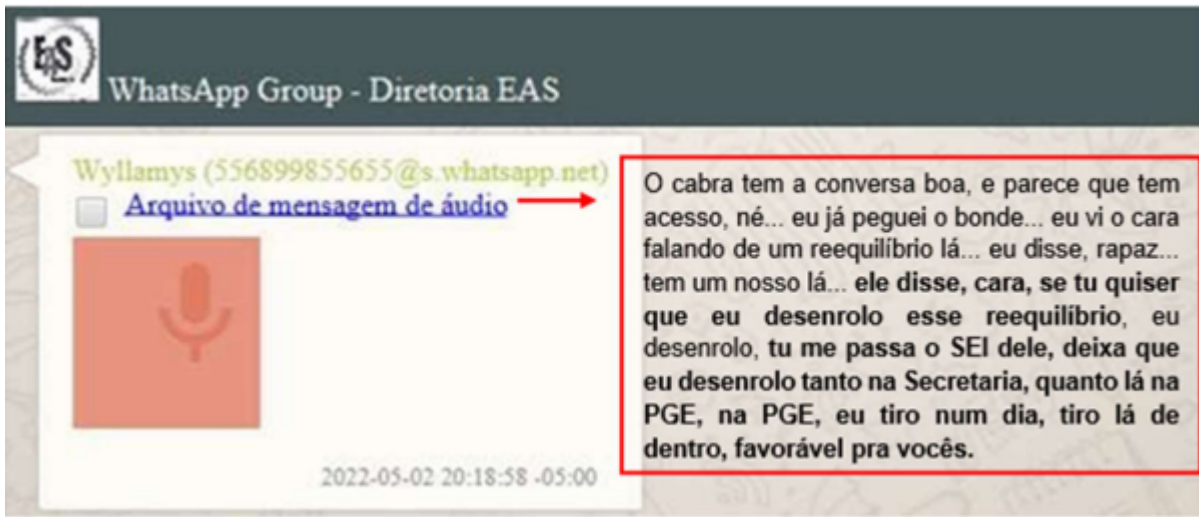 EAS
WhatsApp Group - Diretoria EAS
Wyllamys (556899855655@s.whatsapp.net)
Arquivo de mensagem de áudio
2022-05-02 20:18:58 -05:00
O cabra tem a conversa boa, e parece que tem
acesso, né... eu já peguei o bonde... eu vi o cara
falando de um reequilíbrio lá... eu disse, rapaz...
tem um nosso lá... ele disse, cara, se tu quiser
que eu desenrolo esse reequilíbrio, eu
desenrolo, tu me passa o SEI dele, deixa que
eu desenrolo tanto na Secretaria, quanto lá na
PGE, na PGE, eu tiro num dia, tiro lá de
dentro, favorável pra vocês.